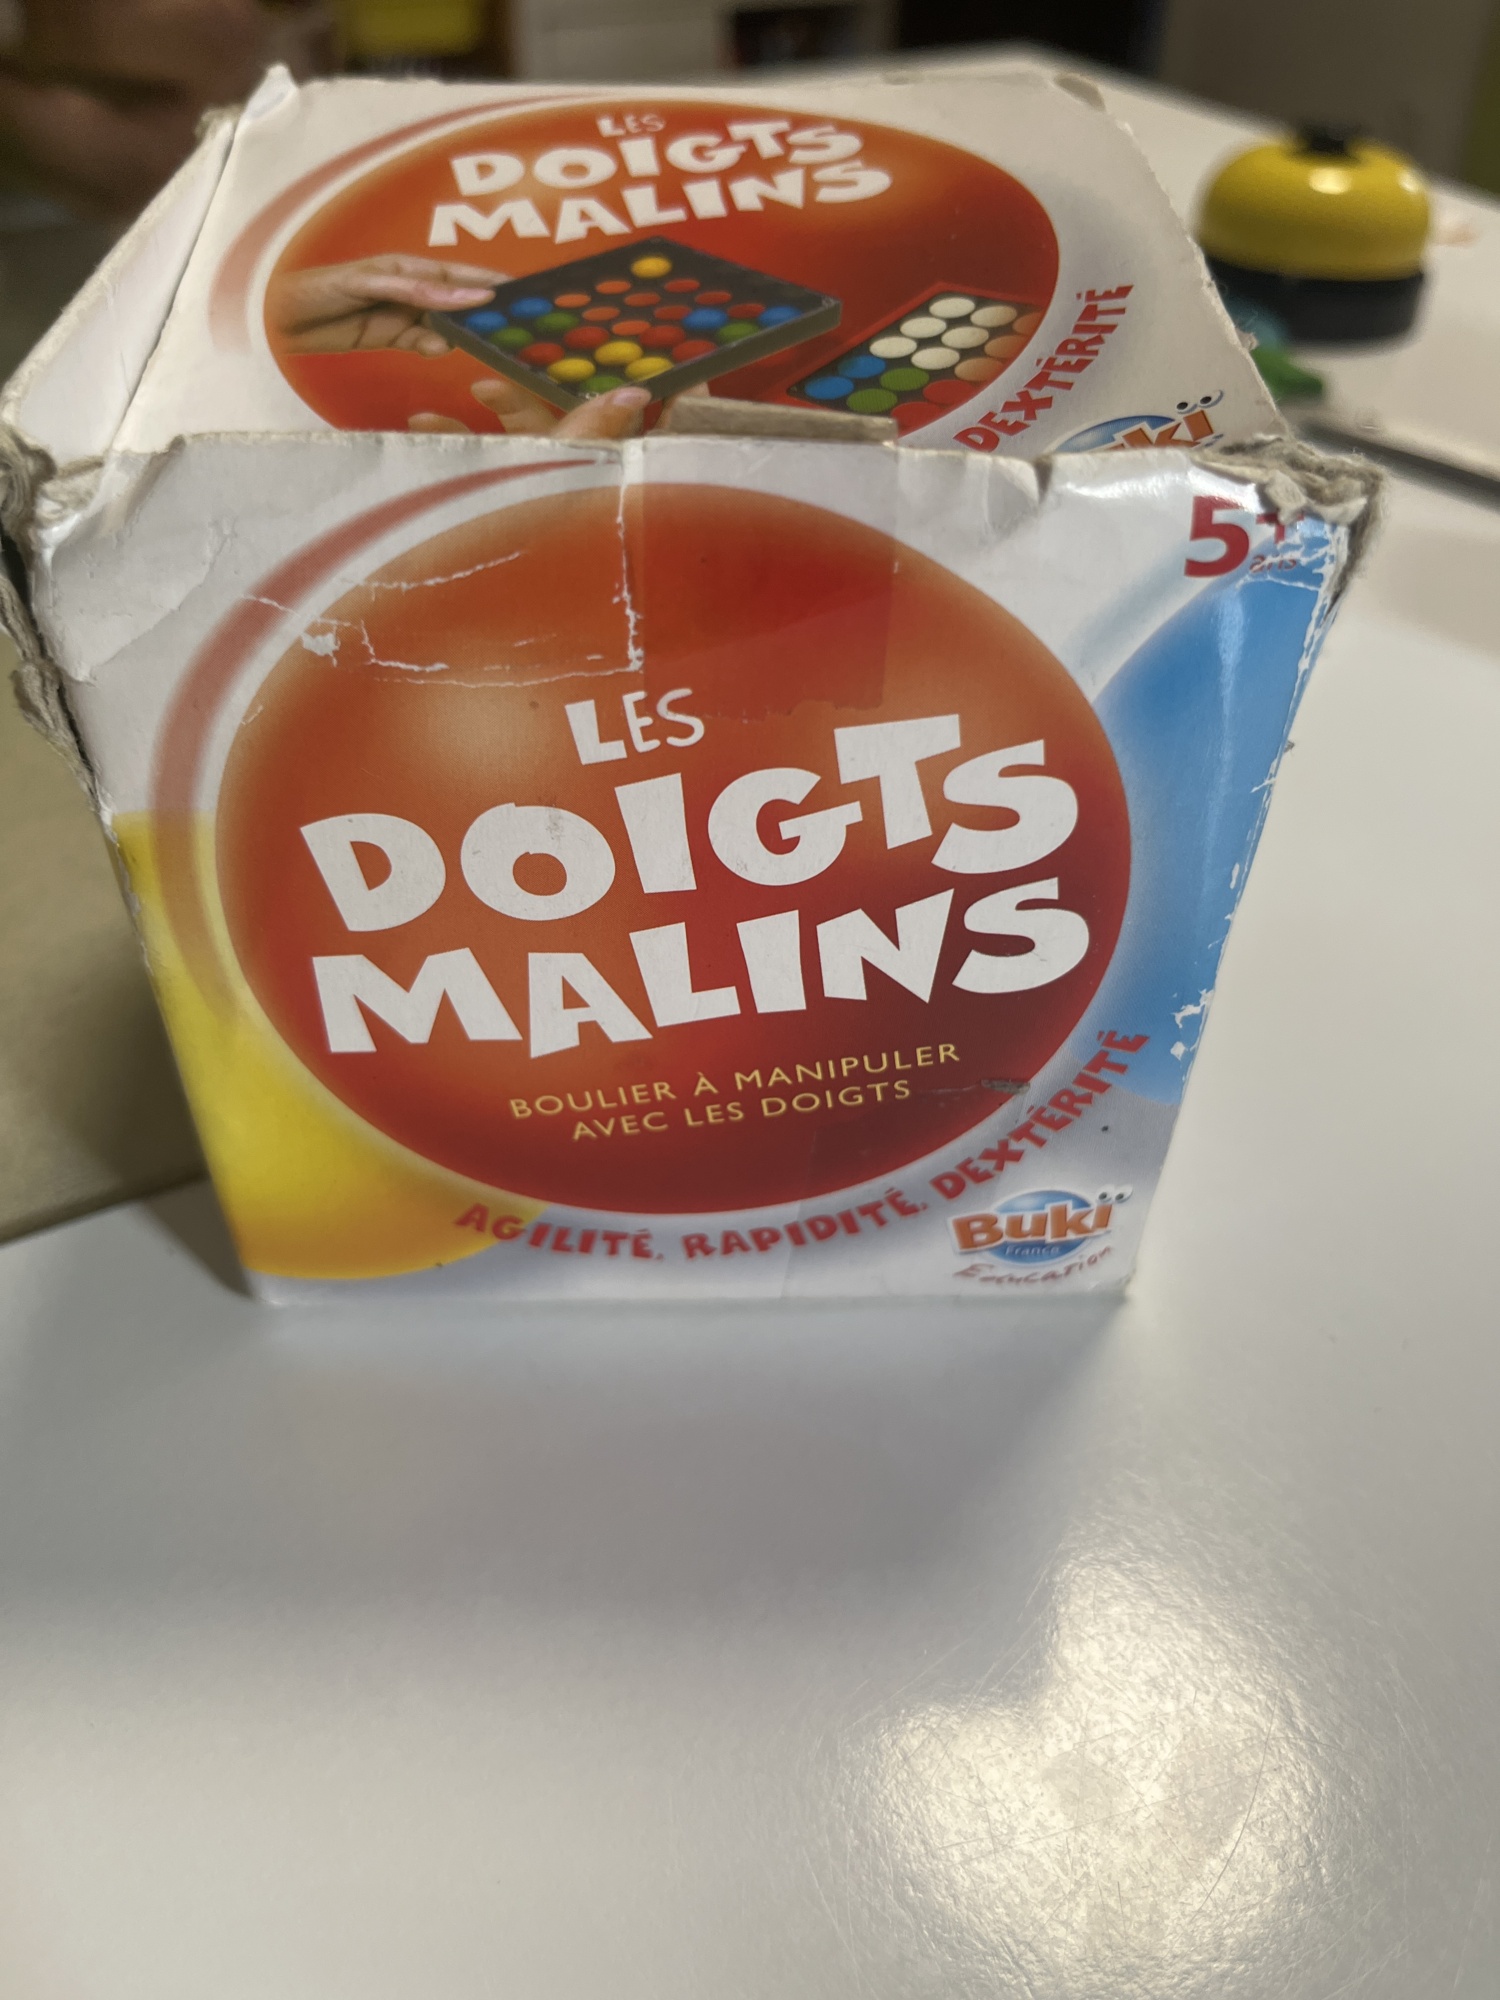 LES
DOIGTS
MALINS
DEXTÉRITÉ
5+
ans
LES
DOIGTS
MALINS
BOULIER À MANIPULER
AVEC LES DOIGTS
AGILITÉ, RAPIDITÉ, DEXTÉRITÉ
Buki
France
Education